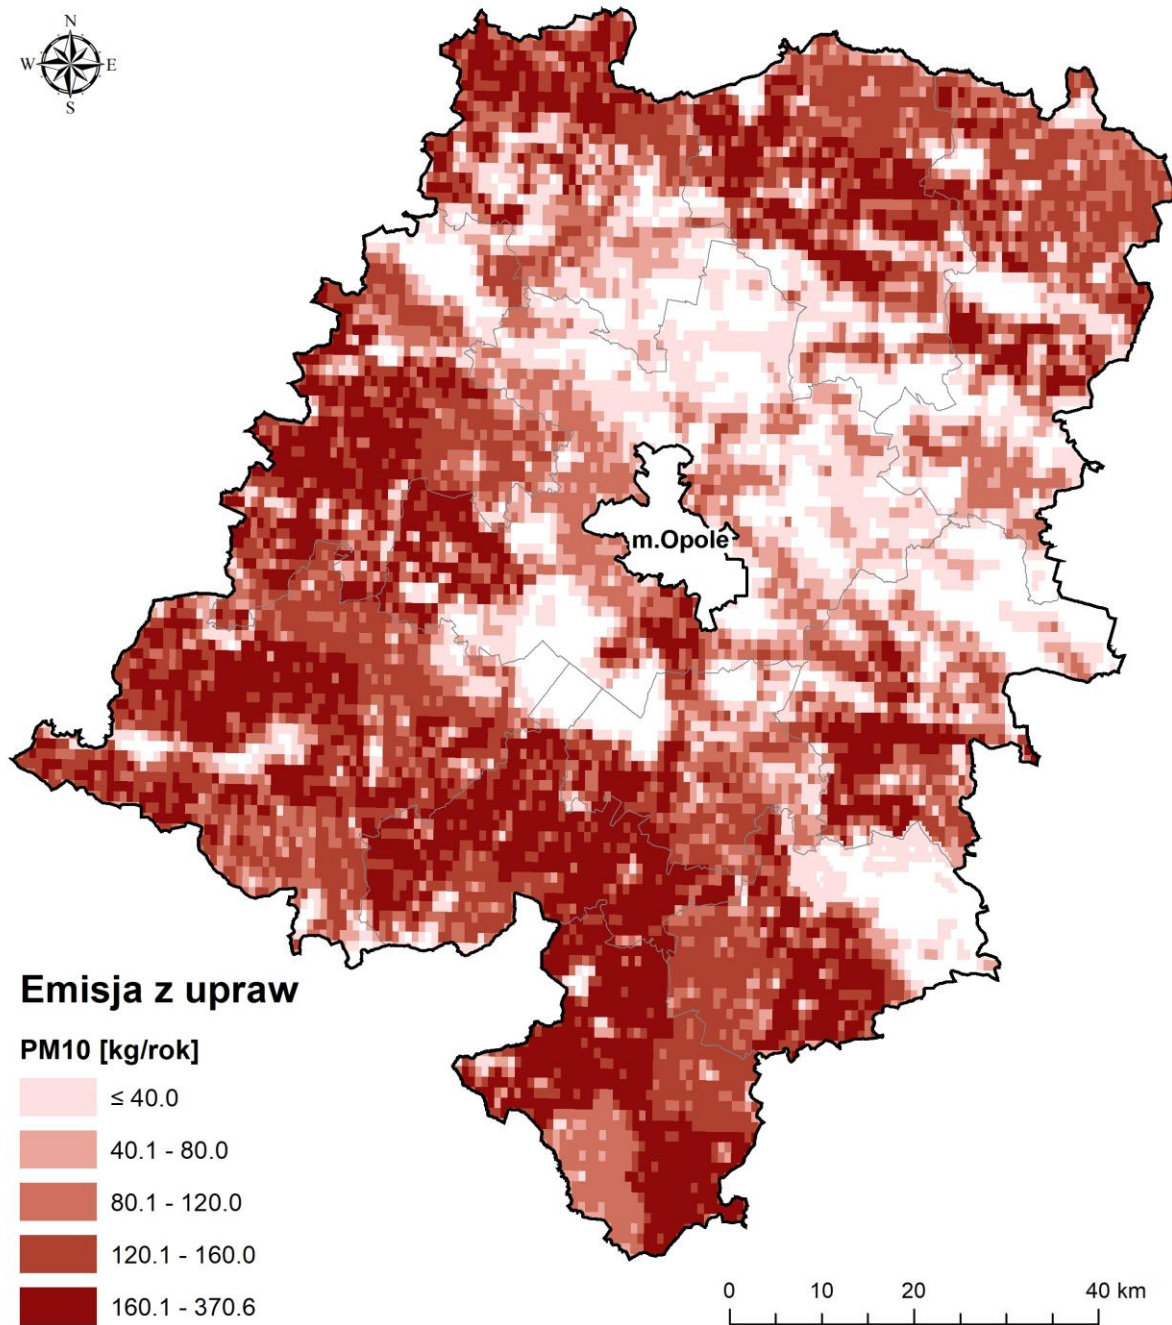 N
W E
S
m.Opole
Emisja z upraw
PM10 [kg/rok]
≤ 40.0
40.1 - 80.0
80.1 - 120.0
120.1 - 160.0
160.1 - 370.6
0 10 20 40 km